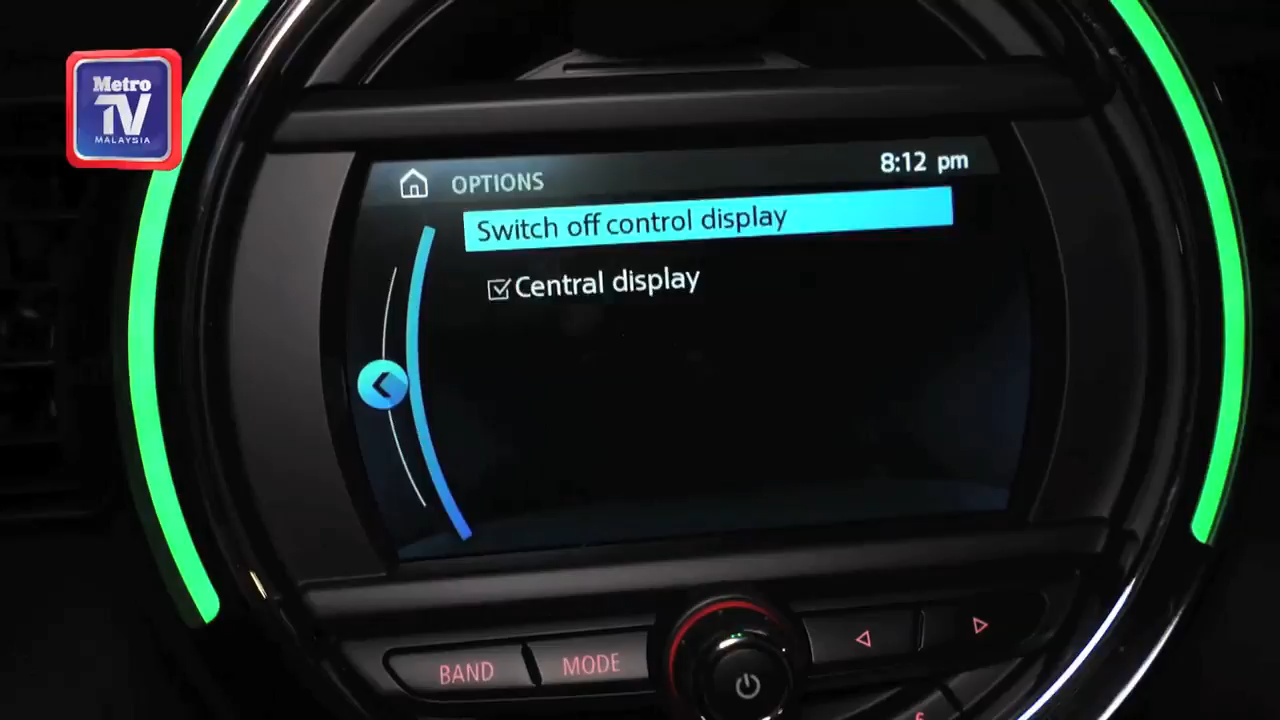 Metro
TV
MALAYSIA
OPTIONS
8:12 pm
Switch off control display
Central display
BAND
MODE